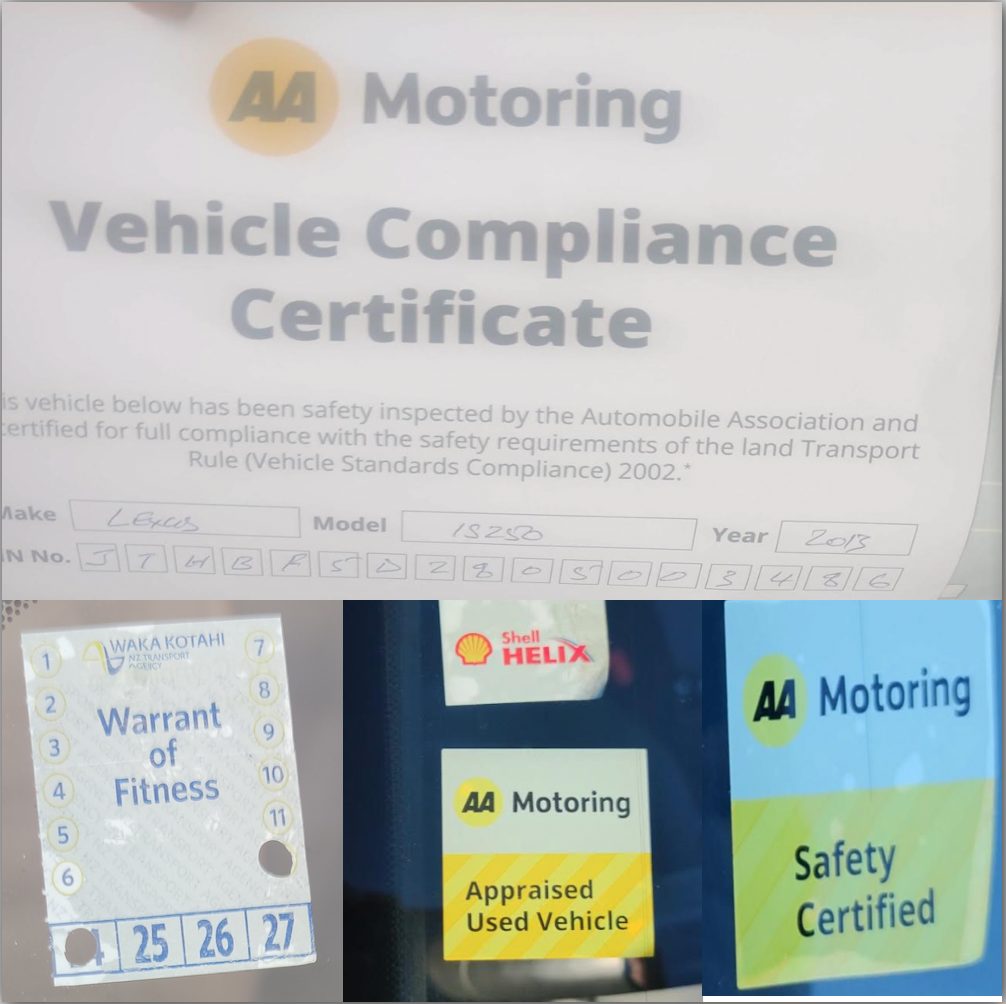 AA Motoring
Vehicle Compliance
Certificate
is vehicle below has been safety inspected by the Automobile Association and
certified for full compliance with the safety requirements of the land Transport
Rule (Vehicle Standards Compliance) 2002.*
Make Lexus Model IS250 Year 2013
IN No. J T H B F 5 D 2 8 0 5 0 0 3 4 8 6
WAKA KOTAHI
NZ TRANSPORT
AGENCY
Warrant
of
Fitness
1
2
3
4
5
6
7
8
9
10
11
25 26 27
Shell
HELIX
AA Motoring
Appraised
Used Vehicle
AA Motoring
Safety
Certified